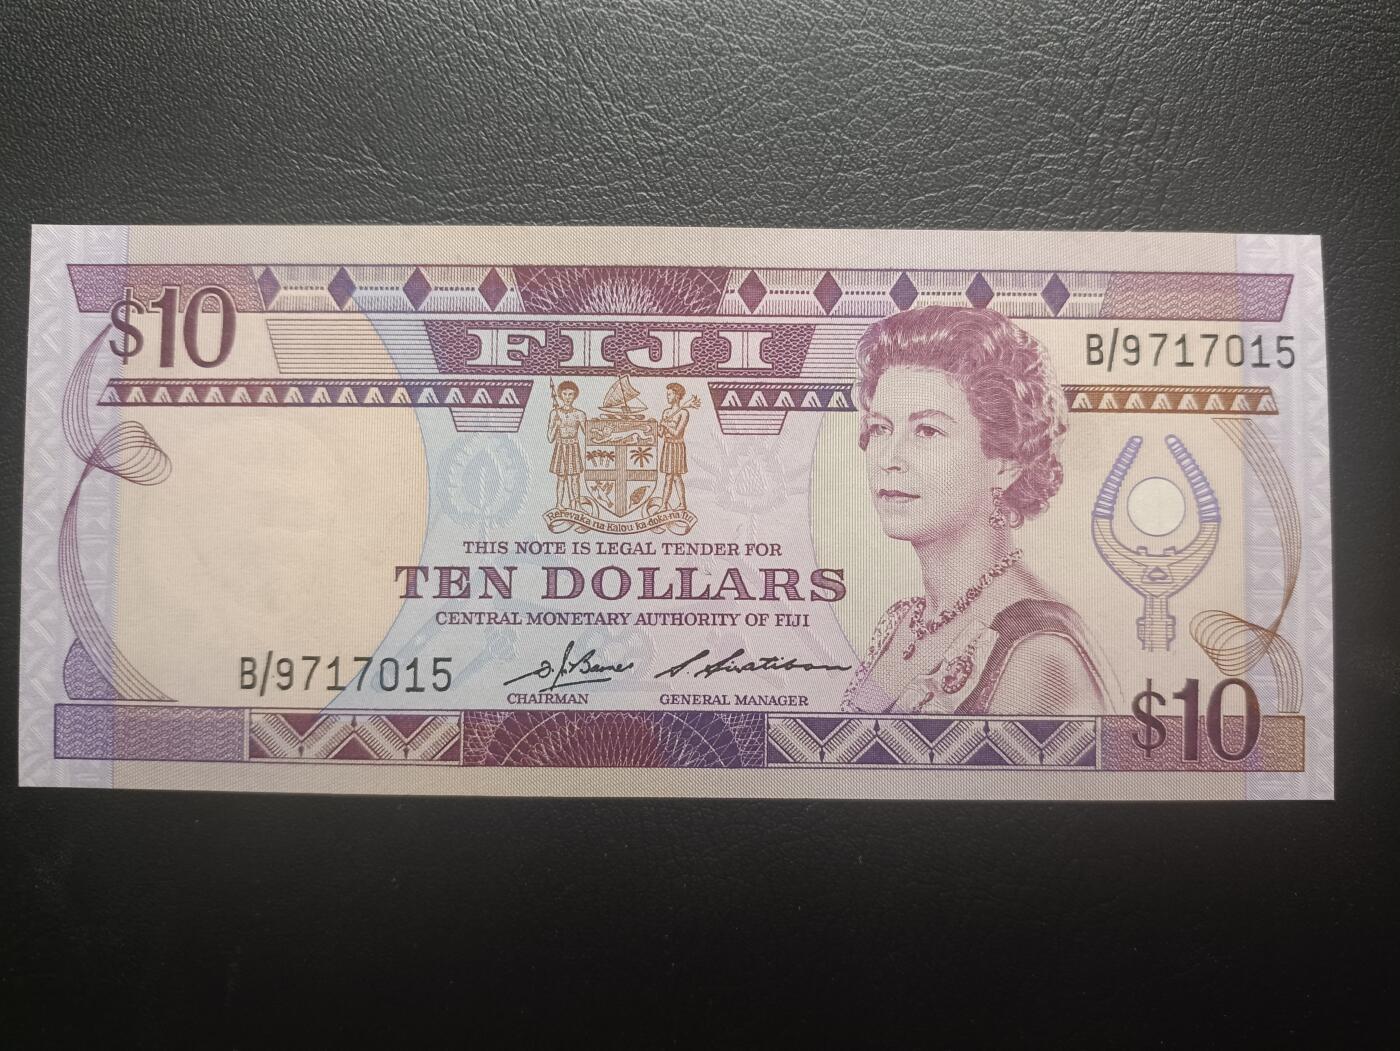 $10
FIJI
B/9717015
Rerevaka na Kalou ka doka na Tui
THIS NOTE IS LEGAL TENDER FOR
TEN DOLLARS
CENTRAL MONETARY AUTHORITY OF FIJI
B/9717015
CHAIRMAN
GENERAL MANAGER
$10